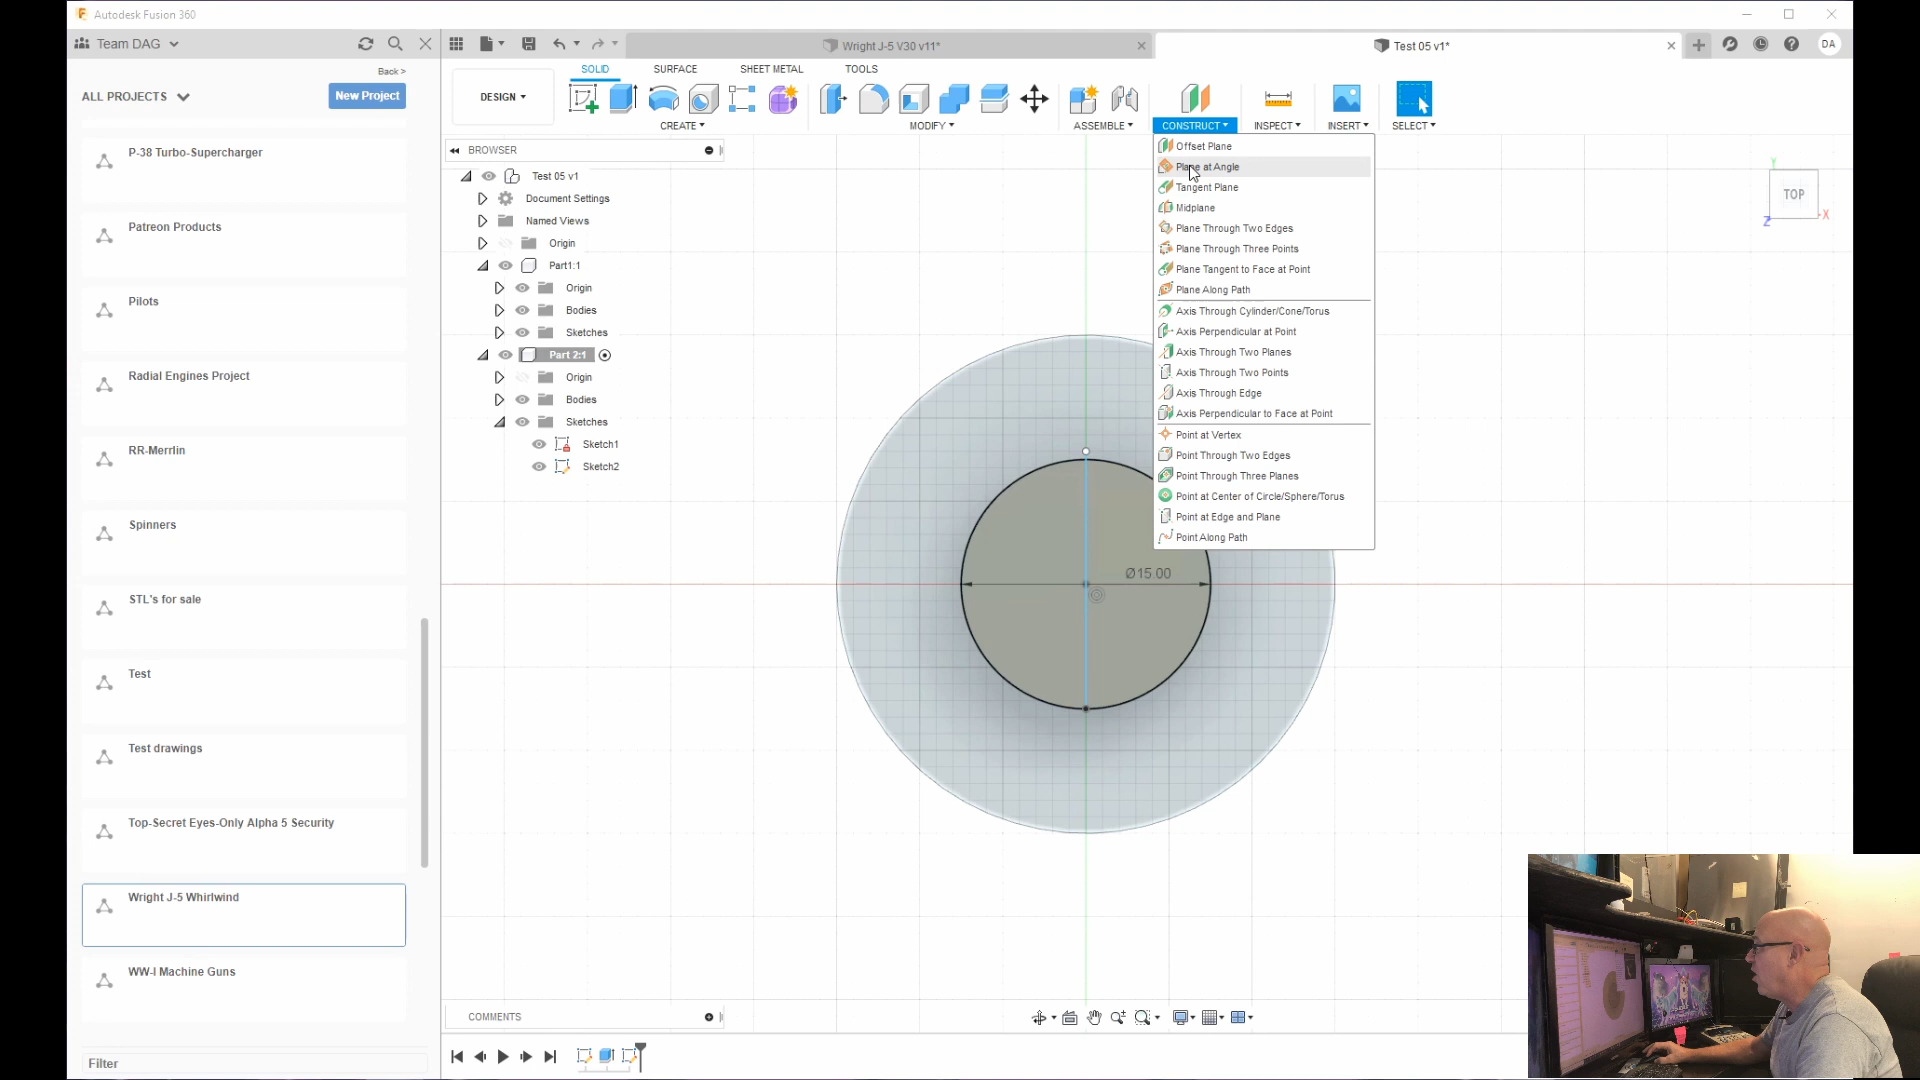 Autodesk Fusion 360
Team DAG
Wright J-5 V30 v11*
Test 05 v1*
DA
Back >
ALL PROJECTS
New Project
P-38 Turbo-Supercharger
Patreon Products
Pilots
Radial Engines Project
RR-Merrlin
Spinners
STL's for sale
Test
Test drawings
Top-Secret Eyes-Only Alpha 5 Security
Wright J-5 Whirlwind
WW-I Machine Guns
Filter
DESIGN
SOLID
SURFACE
SHEET METAL
TOOLS
CREATE
MODIFY
ASSEMBLE
CONSTRUCT
INSPECT
INSERT
SELECT
BROWSER
Test 05 v1
Document Settings
Named Views
Origin
Part1:1
Origin
Bodies
Sketches
Part 2:1
Origin
Bodies
Sketches
Sketch1
Sketch2
Offset Plane
Plane at Angle
Tangent Plane
Midplane
Plane Through Two Edges
Plane Through Three Points
Plane Tangent to Face at Point
Plane Along Path
Axis Through Cylinder/Cone/Torus
Axis Perpendicular at Point
Axis Through Two Planes
Axis Through Two Points
Axis Through Edge
Axis Perpendicular to Face at Point
Point at Vertex
Point Through Two Edges
Point Through Three Planes
Point at Center of Circle/Sphere/Torus
Point at Edge and Plane
Point Along Path
Y
TOP
X
Z
Ø15.00
COMMENTS